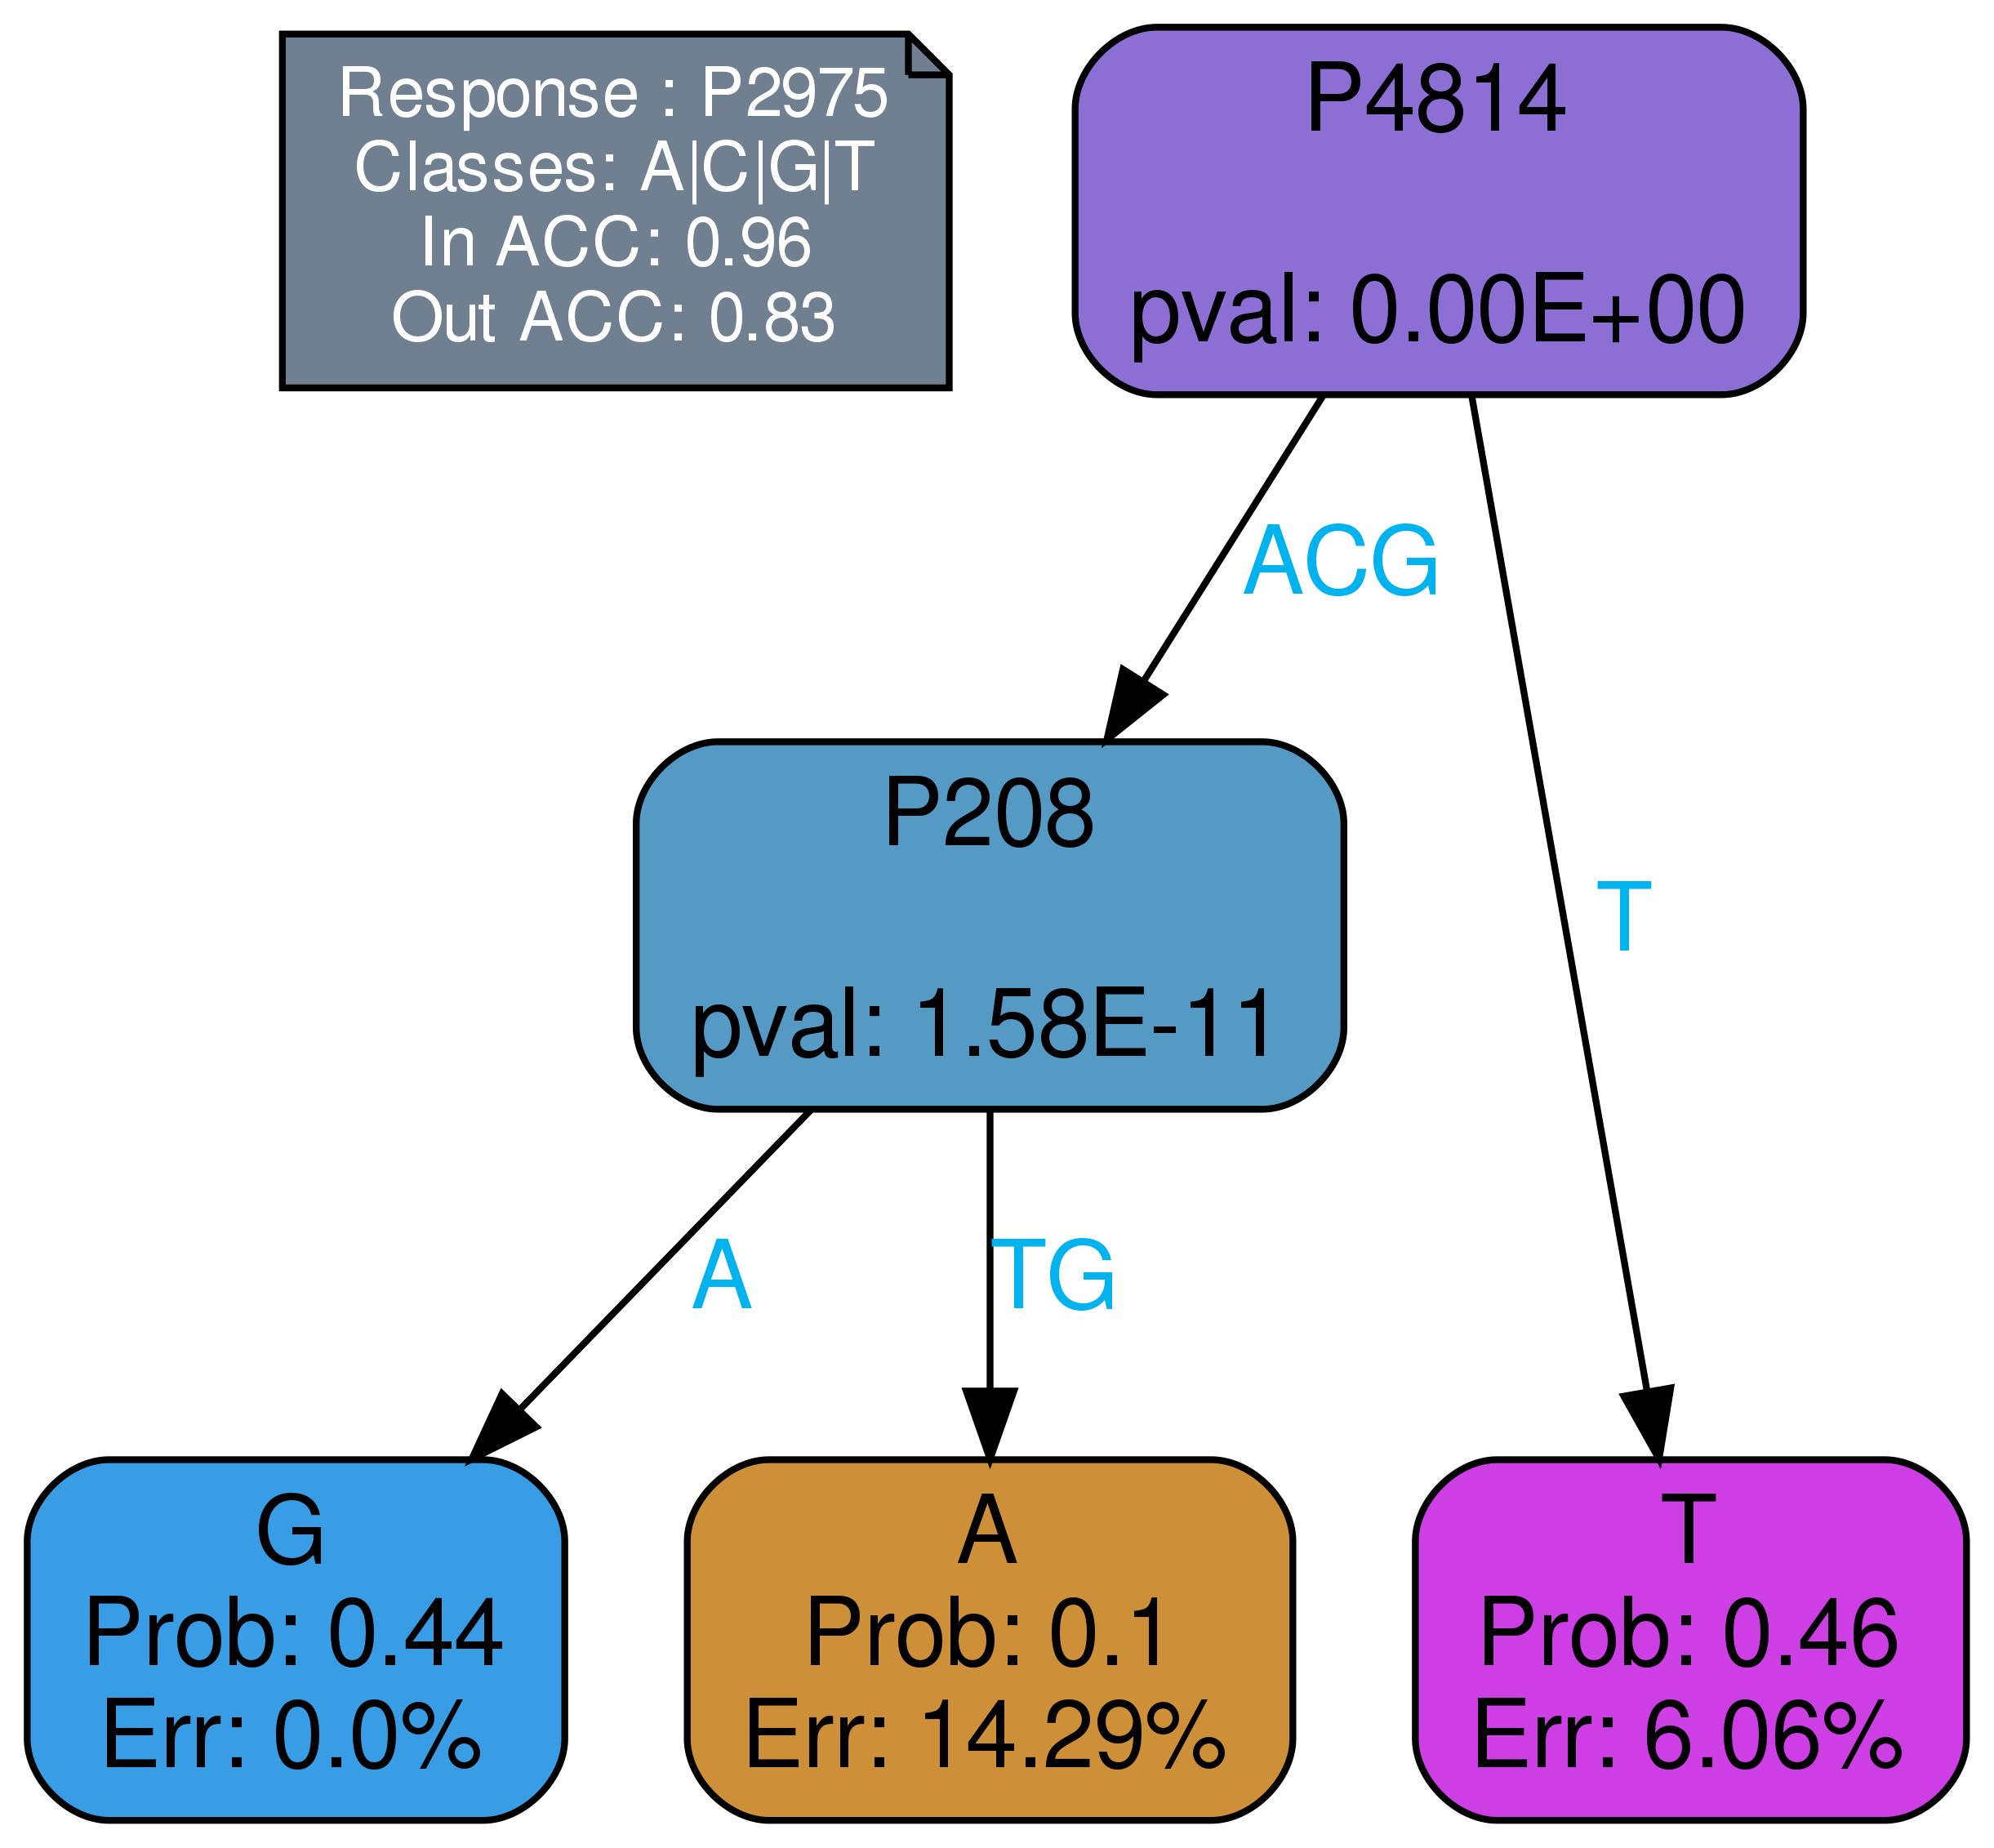 Response : P2975
Classes: A|C|G|T
In ACC: 0.96
Out ACC: 0.83
P4814
pval: 0.00E+00
ACG
T
P208
pval: 1.58E-11
A
TG
G
Prob: 0.44
Err: 0.0%
A
Prob: 0.1
Err: 14.29%
T
Prob: 0.46
Err: 6.06%